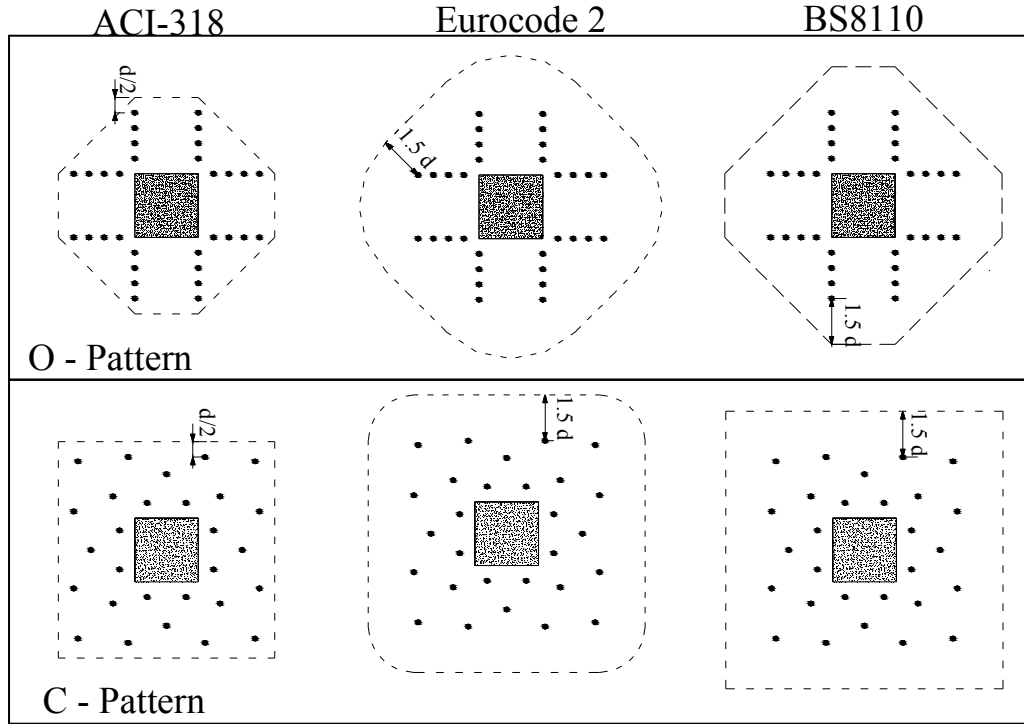 ACI-318
Eurocode 2
BS8110
d/2
1.5 d
1.5 d
O - Pattern
d/2
1.5 d
1.5 d
C - Pattern